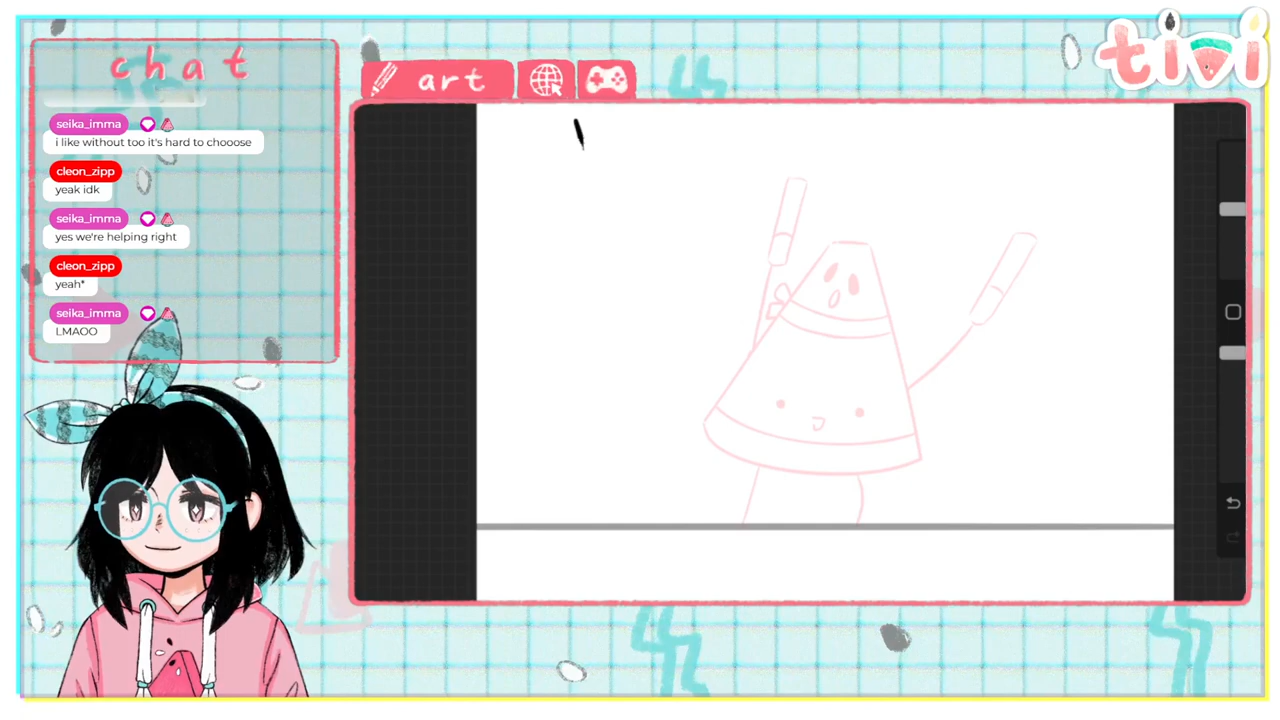 chat
seika_imma
i like without too it's hard to chooose
cleon_zipp
yeak idk
seika_imma
yes we're helping right
cleon_zipp
yeah*
seika_imma
LMAOO
art
tivi